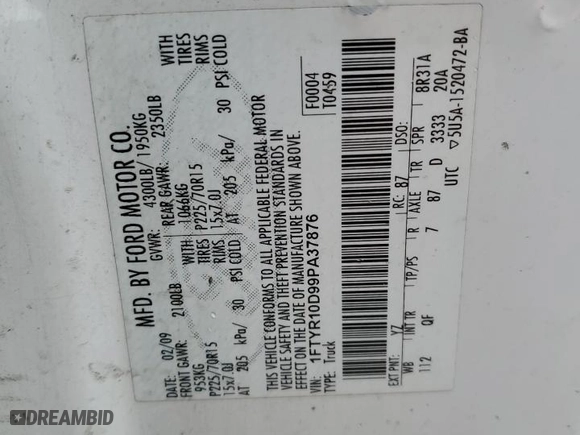 MFD. BY FORD MOTOR CO.
DATE: 02/09 GVWR: 4300LB/ 1950KG
FRONT GAWR: 2100LB REAR GAWR: 2350LB
953KG WITH 1066KG WITH
P225/70R15 TIRES P225/70R15 TIRES
15x7.0J RIMS 15x7.0J RIMS
AT 205 kPa/ 30 PSI COLD AT 205 kPa/ 30 PSI COLD
THIS VEHICLE CONFORMS TO ALL APPLICABLE FEDERAL MOTOR
VEHICLE SAFETY AND THEFT PREVENTION STANDARDS IN
EFFECT ON THE DATE OF MANUFACTURE SHOWN ABOVE.
VIN: 1FTYR10D99PA37876 F0004
TYPE: Truck T0459
EXT PNT: YZ RC: B7 DSO:
WB TP/PS R AXLE TR SPR BR31A
112 QF 7 87 D 3333 20A
UTC ▽5U5A-1520472-BA
DREAMBID